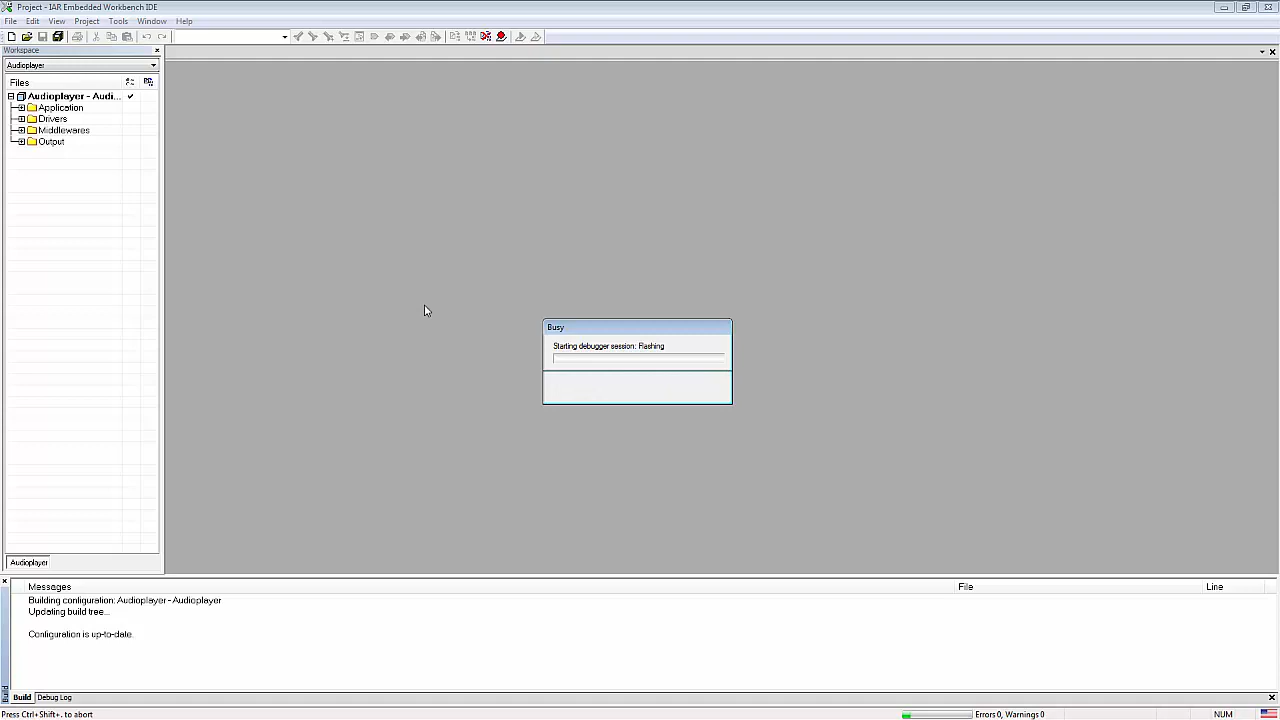 Project - IAR Embedded Workbench IDE
File Edit View Project Tools Window Help
Workspace
Audioplayer
Files
Audioplayer - Audi...
Application
Drivers
Middlewares
Output
Busy
Starting debugger session: Flashing
Audioplayer
Messages File Line
Building configuration: Audioplayer - Audioplayer
Updating build tree...
Configuration is up-to-date.
Build
Build Debug Log
Press Ctrl+Shift+. to abort Errors 0, Warnings 0 NUM